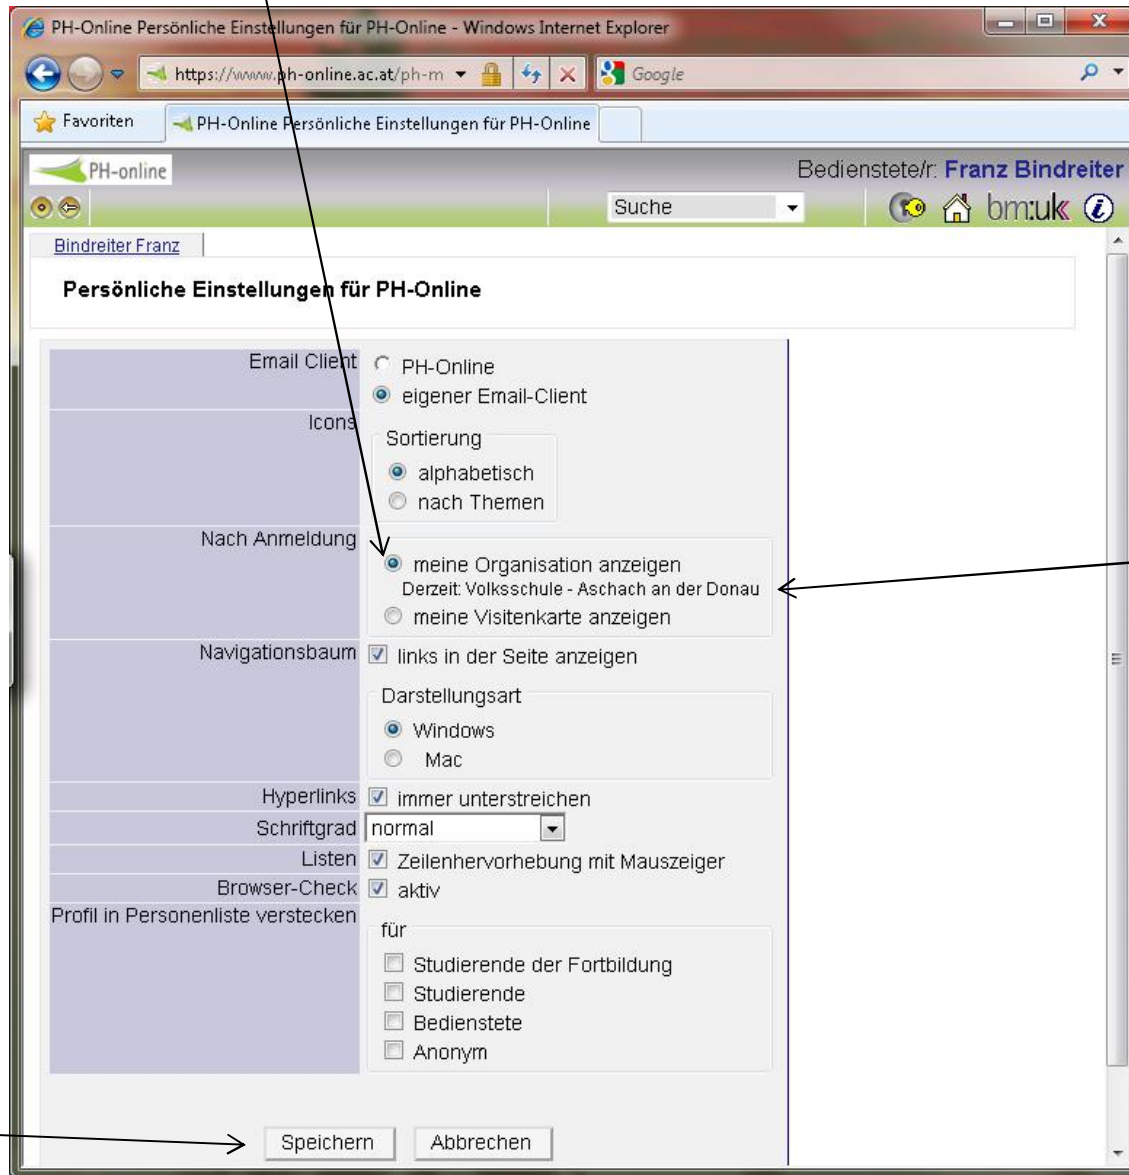 PH-Online Persönliche Einstellungen für PH-Online - Windows Internet Explorer
https://www.ph-online.ac.at/ph-m Google
Favoriten PH-Online Persönliche Einstellungen für PH-Online
PH-online Bedienstete/r: Franz Bindreiter
Suche bm:ukk
Bindreiter Franz
Persönliche Einstellungen für PH-Online
Email Client PH-Online
eigener Email-Client
Icons
Sortierung
alphabetisch
nach Themen
Nach Anmeldung
meine Organisation anzeigen
Derzeit: Volksschule - Aschach an der Donau
meine Visitenkarte anzeigen
Navigationsbaum links in der Seite anzeigen
Darstellungsart
Windows
Mac
Hyperlinks immer unterstreichen
Schriftgrad normal
Listen Zeilenhervorhebung mit Mauszeiger
Browser-Check aktiv
Profil in Personenliste verstecken
für
Studierende der Fortbildung
Studierende
Bedienstete
Anonym
Speichern Abbrechen